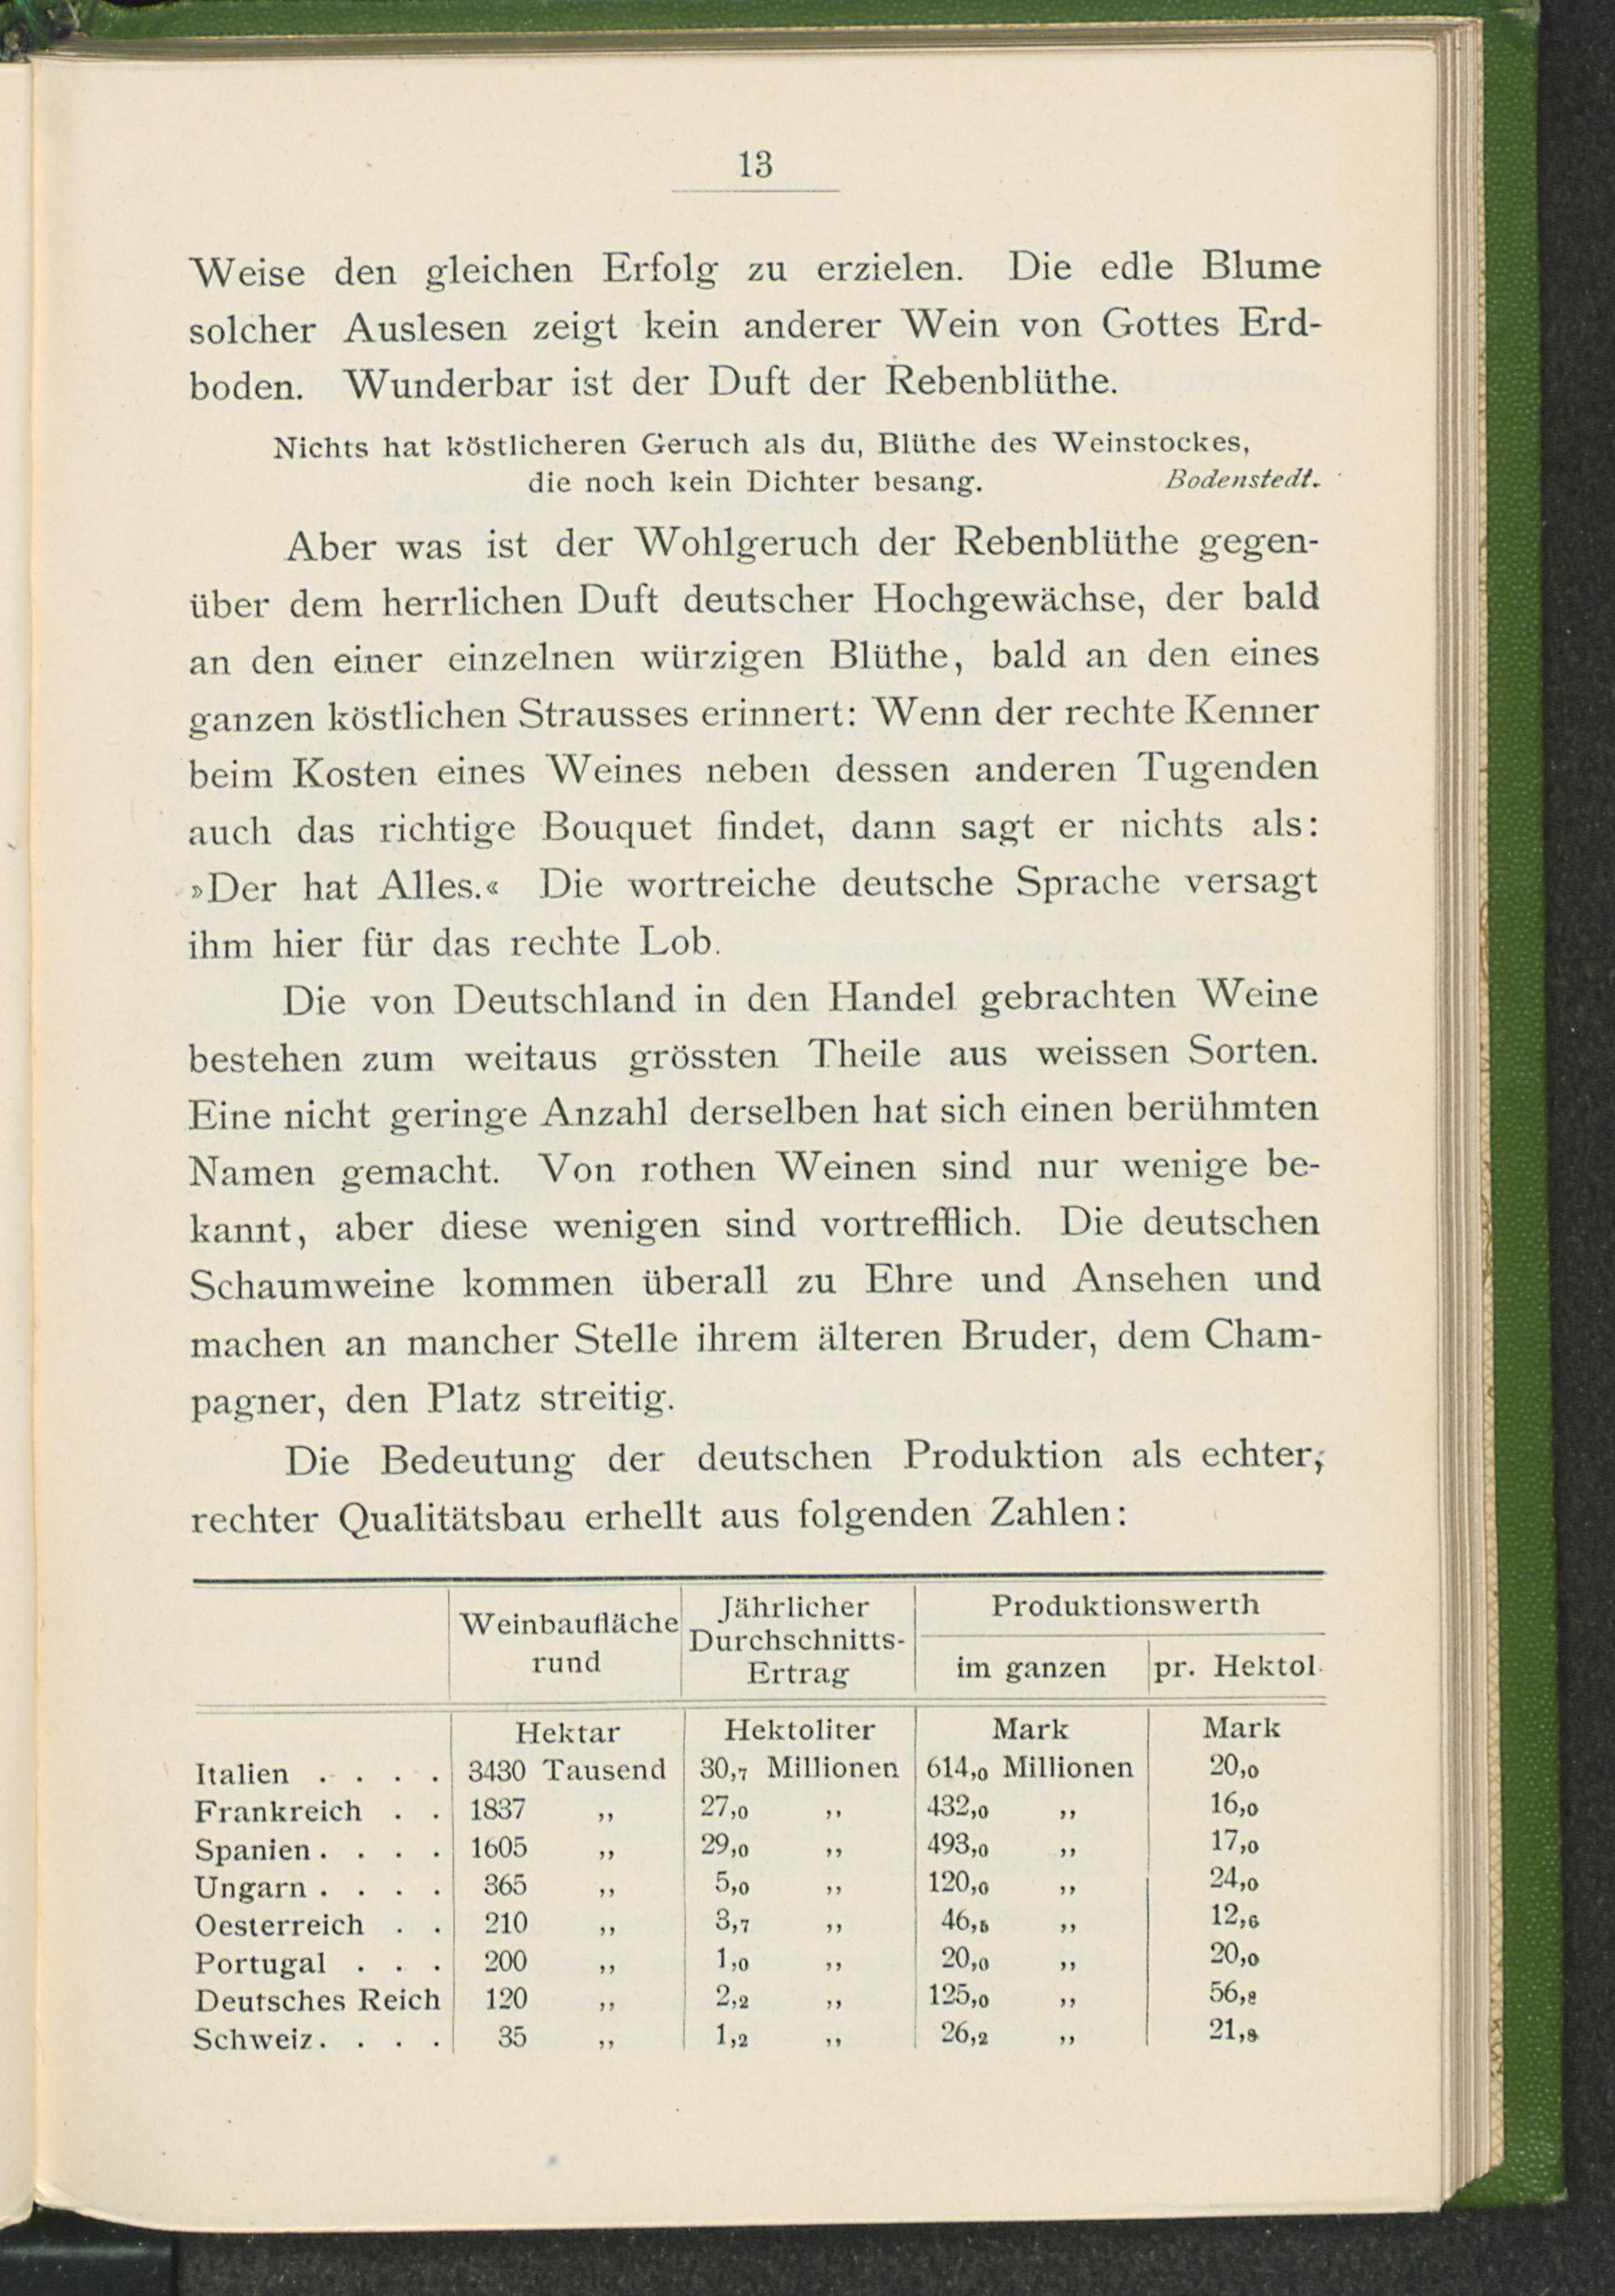 13
Weise den gleichen Erfolg zu erzielen. Die edle Blume
solcher Auslesen zeigt kein anderer Wein von Gottes Erd-
boden. Wunderbar ist der Duft der Rebenblüthe.
Nichts hat köstlicheren Geruch als du, Blüthe des Weinstockes,
die noch kein Dichter besang. Bodenstedt.
Aber was ist der Wohlgeruch der Rebenblüthe gegen-
über dem herrlichen Duft deutscher Hochgewächse, der bald
an den einer einzelnen würzigen Blüthe, bald an den eines
ganzen köstlichen Strausses erinnert: Wenn der rechte Kenner
beim Kosten eines Weines neben dessen anderen Tugenden
auch das richtige Bouquet findet, dann sagt er nichts als:
»Der hat Alles.« Die wortreiche deutsche Sprache versagt
ihm hier für das rechte Lob.
Die von Deutschland in den Handel gebrachten Weine
bestehen zum weitaus grössten Theile aus weissen Sorten.
Eine nicht geringe Anzahl derselben hat sich einen berühmten
Namen gemacht. Von rothen Weinen sind nur wenige be-
kannt, aber diese wenigen sind vortrefflich. Die deutschen
Schaumweine kommen überall zu Ehre und Ansehen und
machen an mancher Stelle ihrem älteren Bruder, dem Cham-
pagner, den Platz streitig.
Die Bedeutung der deutschen Produktion als echter,
rechter Qualitätsbau erhellt aus folgenden Zahlen:
Weinbaufläche rund Jährlicher Durchschnitts-Ertrag Produktionswerth
im ganzen pr. Hektol.
Hektar Hektoliter Mark Mark
Italien . . . . 3430 Tausend 30,7 Millionen 614,0 Millionen 20,0
Frankreich . . 1837 ,, 27,0 ,, 432,0 ,, 16,0
Spanien . . . . 1605 ,, 29,0 ,, 493,0 ,, 17,0
Ungarn . . . . 365 ,, 5,0 ,, 120,0 ,, 24,0
Oesterreich . . 210 ,, 3,7 ,, 46,5 ,, 12,6
Portugal . . . 200 ,, 1,0 ,, 20,0 ,, 20,0
Deutsches Reich 120 ,, 2,2 ,, 125,0 ,, 56,8
Schweiz . . . . 35 ,, 1,2 ,, 26,2 ,, 21,8